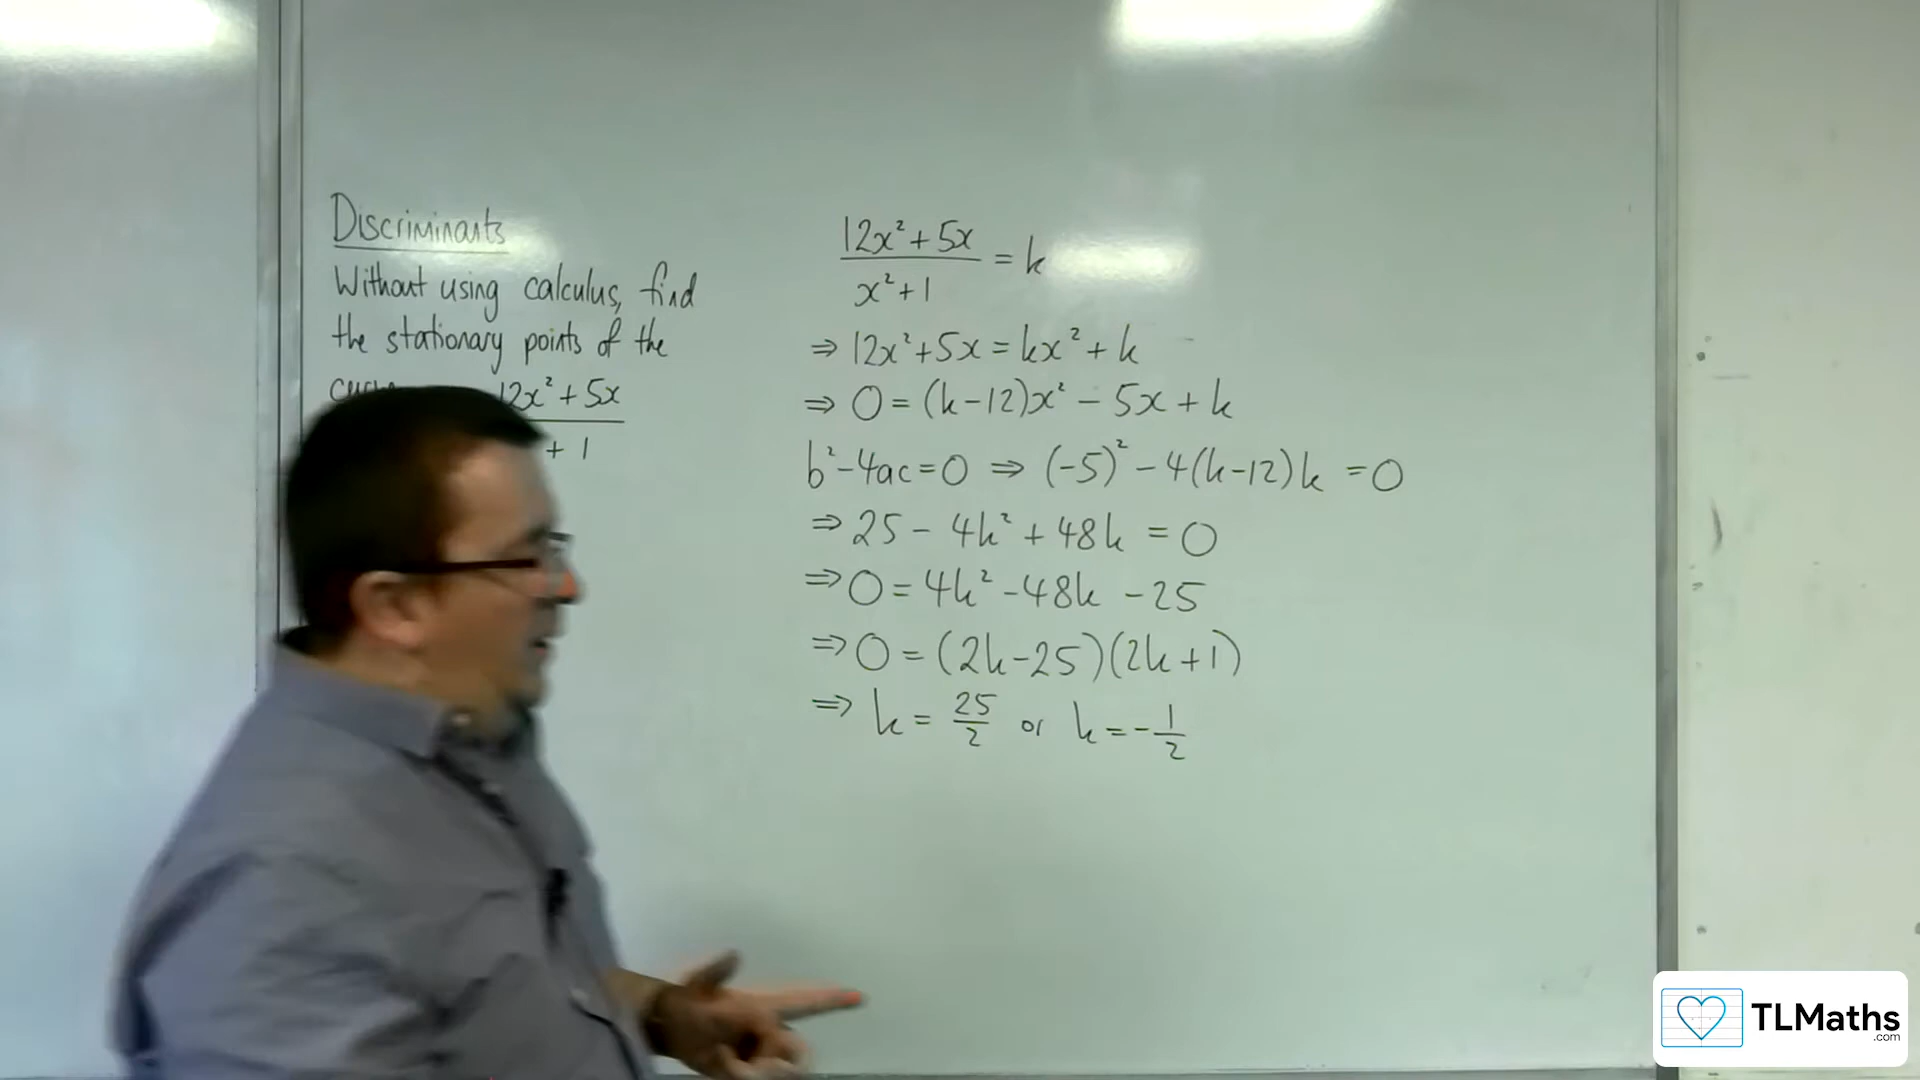 Discriminants
Without using calculus, find
the stationary points of the
12x² + 5x
+ 1
12x² + 5x
x² + 1
= k
⇒ 12x² + 5x = kx² + k
⇒ 0 = (k-12)x² - 5x + k
b² - 4ac = 0 ⇒ (-5)² - 4(k-12)k = 0
⇒ 25 - 4k² + 48k = 0
⇒ 0 = 4k² - 48k - 25
⇒ 0 = (2k-25)(2k+1)
⇒ k = 25/2 or k = -1/2
TLMaths
.com